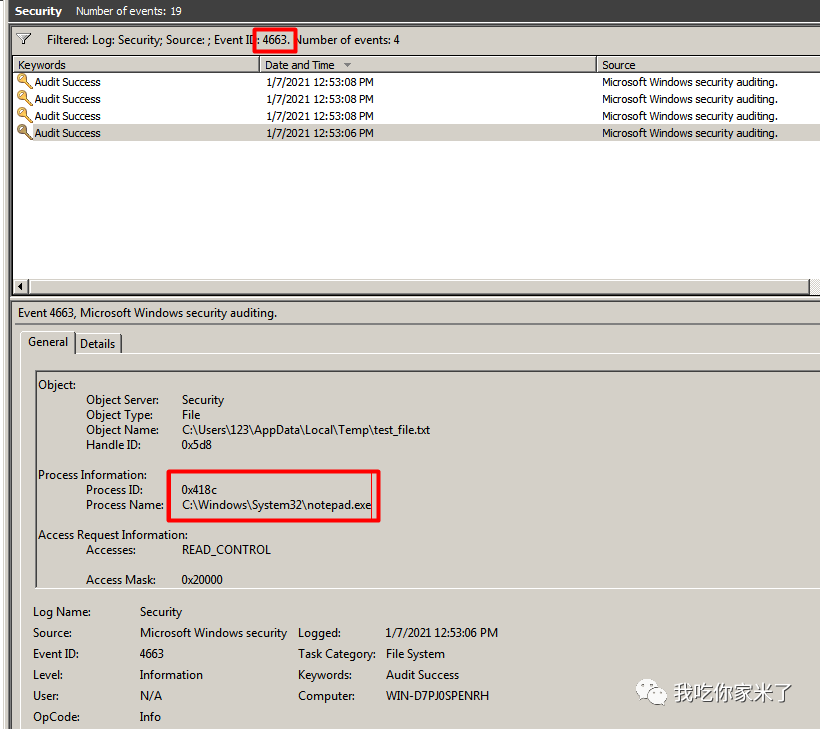 Security Number of events: 19
Filtered: Log: Security; Source: ; Event ID: 4663. Number of events: 4
Keywords Date and Time Source
Audit Success 1/7/2021 12:53:08 PM Microsoft Windows security auditing.
Audit Success 1/7/2021 12:53:08 PM Microsoft Windows security auditing.
Audit Success 1/7/2021 12:53:08 PM Microsoft Windows security auditing.
Audit Success 1/7/2021 12:53:06 PM Microsoft Windows security auditing.
Event 4663, Microsoft Windows security auditing.
General Details
Object:
Object Server: Security
Object Type: File
Object Name: C:\Users\123\AppData\Local\Temp\test_file.txt
Handle ID: 0x5d8
Process Information:
Process ID: 0x418c
Process Name: C:\Windows\System32\notepad.exe
Access Request Information:
Accesses: READ_CONTROL
Access Mask: 0x20000
Log Name: Security
Source: Microsoft Windows security Logged: 1/7/2021 12:53:06 PM
Event ID: 4663 Task Category: File System
Level: Information Keywords: Audit Success
User: N/A Computer: WIN-D7PJ0SPENRH
OpCode: Info
我吃你家米了